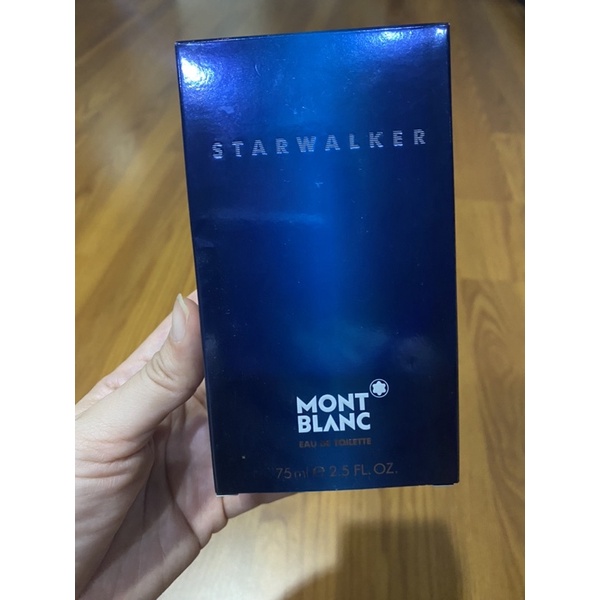 STARWALKER
MONT
BLANC
EAU DE TOILETTE
75 ml ℮ 2.5 FL. OZ.